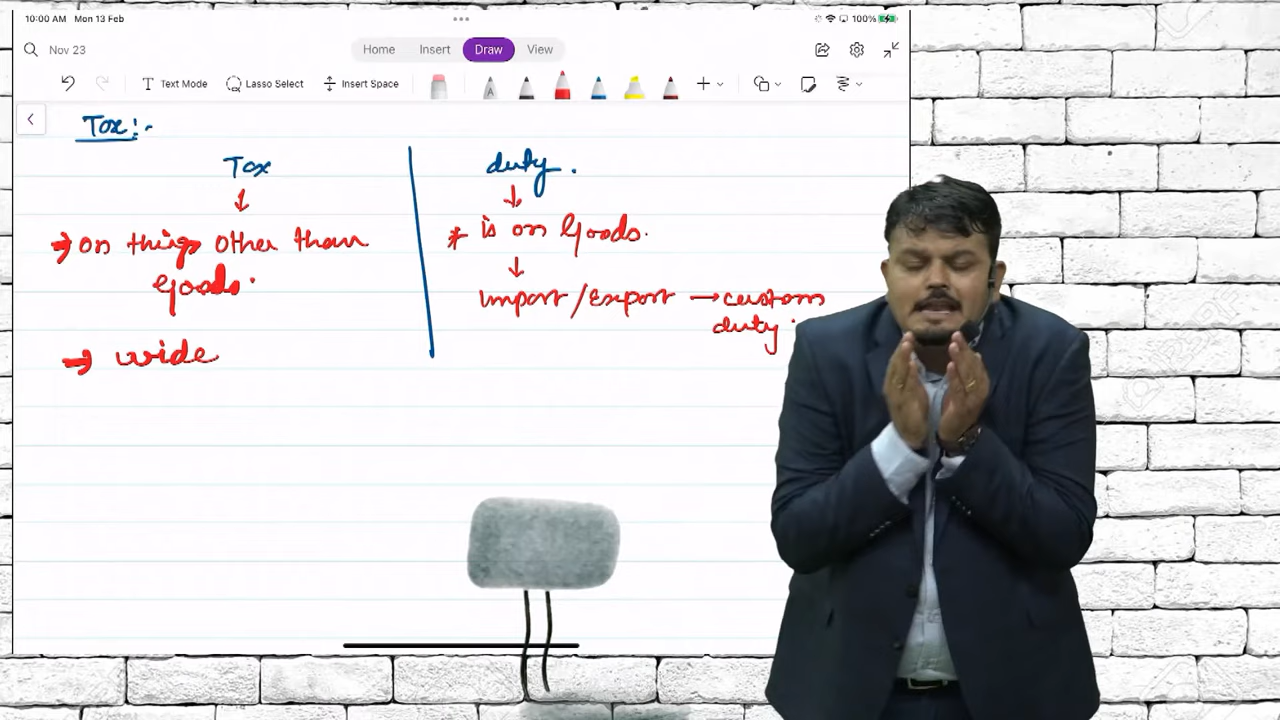 10:00 AM Mon 13 Feb
100%
Nov 23
Home Insert Draw View
Text Mode Lasso Select Insert Space
Tax :-
Tax
→ on things other than
goods.
→ wide
duty.
* is on Goods.
Import/Export → custom
duty.